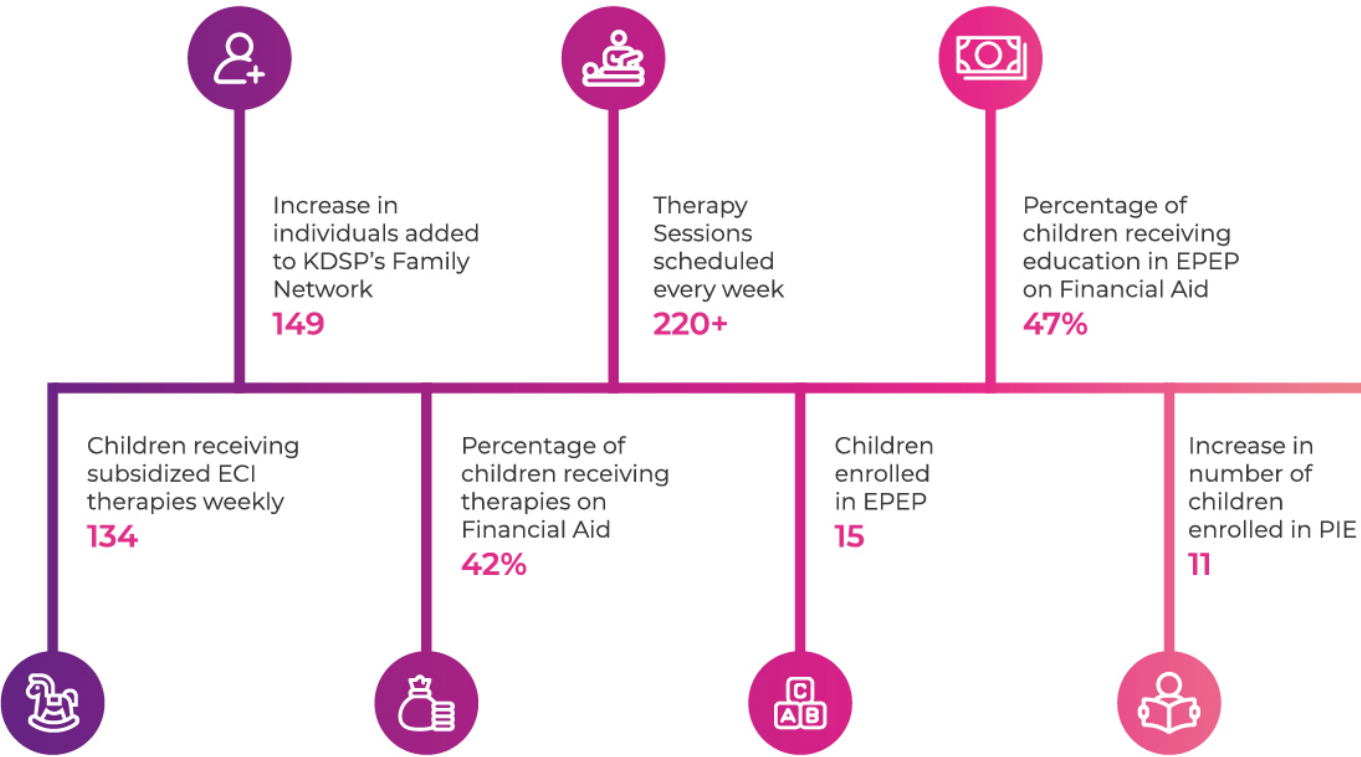 Increase in
individuals added
to KDSP’s Family
Network
149
Therapy
Sessions
scheduled
every week
220+
Percentage of
children receiving
education in EPEP
on Financial Aid
47%
Children receiving
subsidized ECI
therapies weekly
134
Percentage of
children receiving
therapies on
Financial Aid
42%
Children
enrolled
in EPEP
15
Increase in
number of
children
enrolled in PIE
11
C
A B